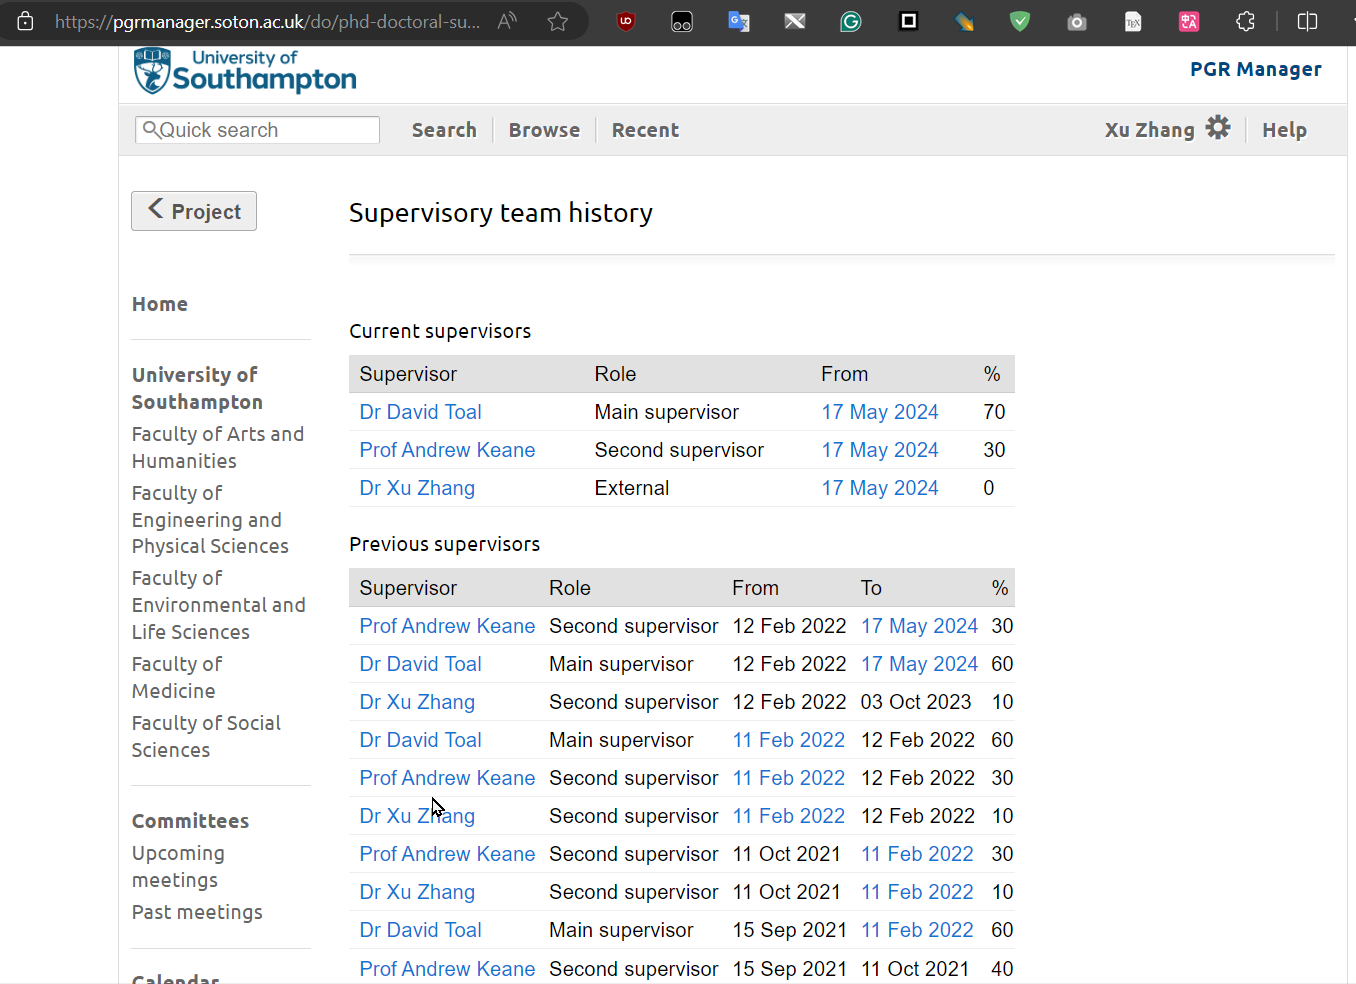 https://pgrmanager.soton.ac.uk/do/phd-doctoral-su...
University of
Southampton
PGR Manager
Quick search
Search
Browse
Recent
Xu Zhang
Help
Project
Supervisory team history
Home
University of
Southampton
Faculty of Arts and
Humanities
Faculty of
Engineering and
Physical Sciences
Faculty of
Environmental and
Life Sciences
Faculty of
Medicine
Faculty of Social
Sciences
Committees
Upcoming
meetings
Past meetings
Calendar
Current supervisors
Supervisor Role From %
Dr David Toal Main supervisor 17 May 2024 70
Prof Andrew Keane Second supervisor 17 May 2024 30
Dr Xu Zhang External 17 May 2024 0
Previous supervisors
Supervisor Role From To %
Prof Andrew Keane Second supervisor 12 Feb 2022 17 May 2024 30
Dr David Toal Main supervisor 12 Feb 2022 17 May 2024 60
Dr Xu Zhang Second supervisor 12 Feb 2022 03 Oct 2023 10
Dr David Toal Main supervisor 11 Feb 2022 12 Feb 2022 60
Prof Andrew Keane Second supervisor 11 Feb 2022 12 Feb 2022 30
Dr Xu Zhang Second supervisor 11 Feb 2022 12 Feb 2022 10
Prof Andrew Keane Second supervisor 11 Oct 2021 11 Feb 2022 30
Dr Xu Zhang Second supervisor 11 Oct 2021 11 Feb 2022 10
Dr David Toal Main supervisor 15 Sep 2021 11 Feb 2022 60
Prof Andrew Keane Second supervisor 15 Sep 2021 11 Oct 2021 40